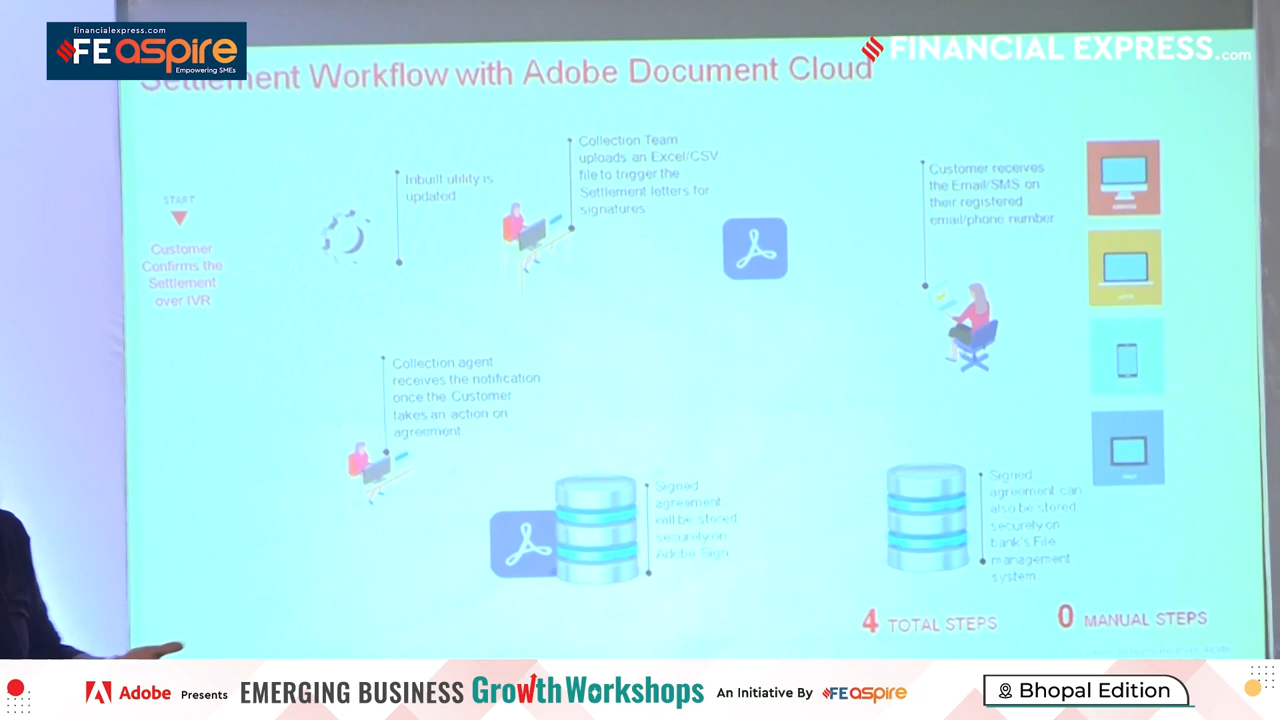 financialexpress.com
FE aspire
Empowering SMEs
FINANCIAL EXPRESS.com
Settlement Workflow with Adobe Document Cloud
START
Customer
Confirms the
Settlement
over IVR
Inbuilt utility is
updated
Collection Team
uploads an Excel/CSV
file to trigger the
Settlement letters for
signatures
Customer receives
the Email/SMS on
their registered
email/phone number
Collection agent
receives the notification
once the Customer
takes an action on
agreement
Signed
agreement
will be stored
securely on
Adobe Sign
Signed
agreement can
also be stored
securely on
bank's File
management
system
4 TOTAL STEPS
0 MANUAL STEPS
Adobe Presents EMERGING BUSINESS Growth Workshops An Initiative By FE aspire
Bhopal Edition